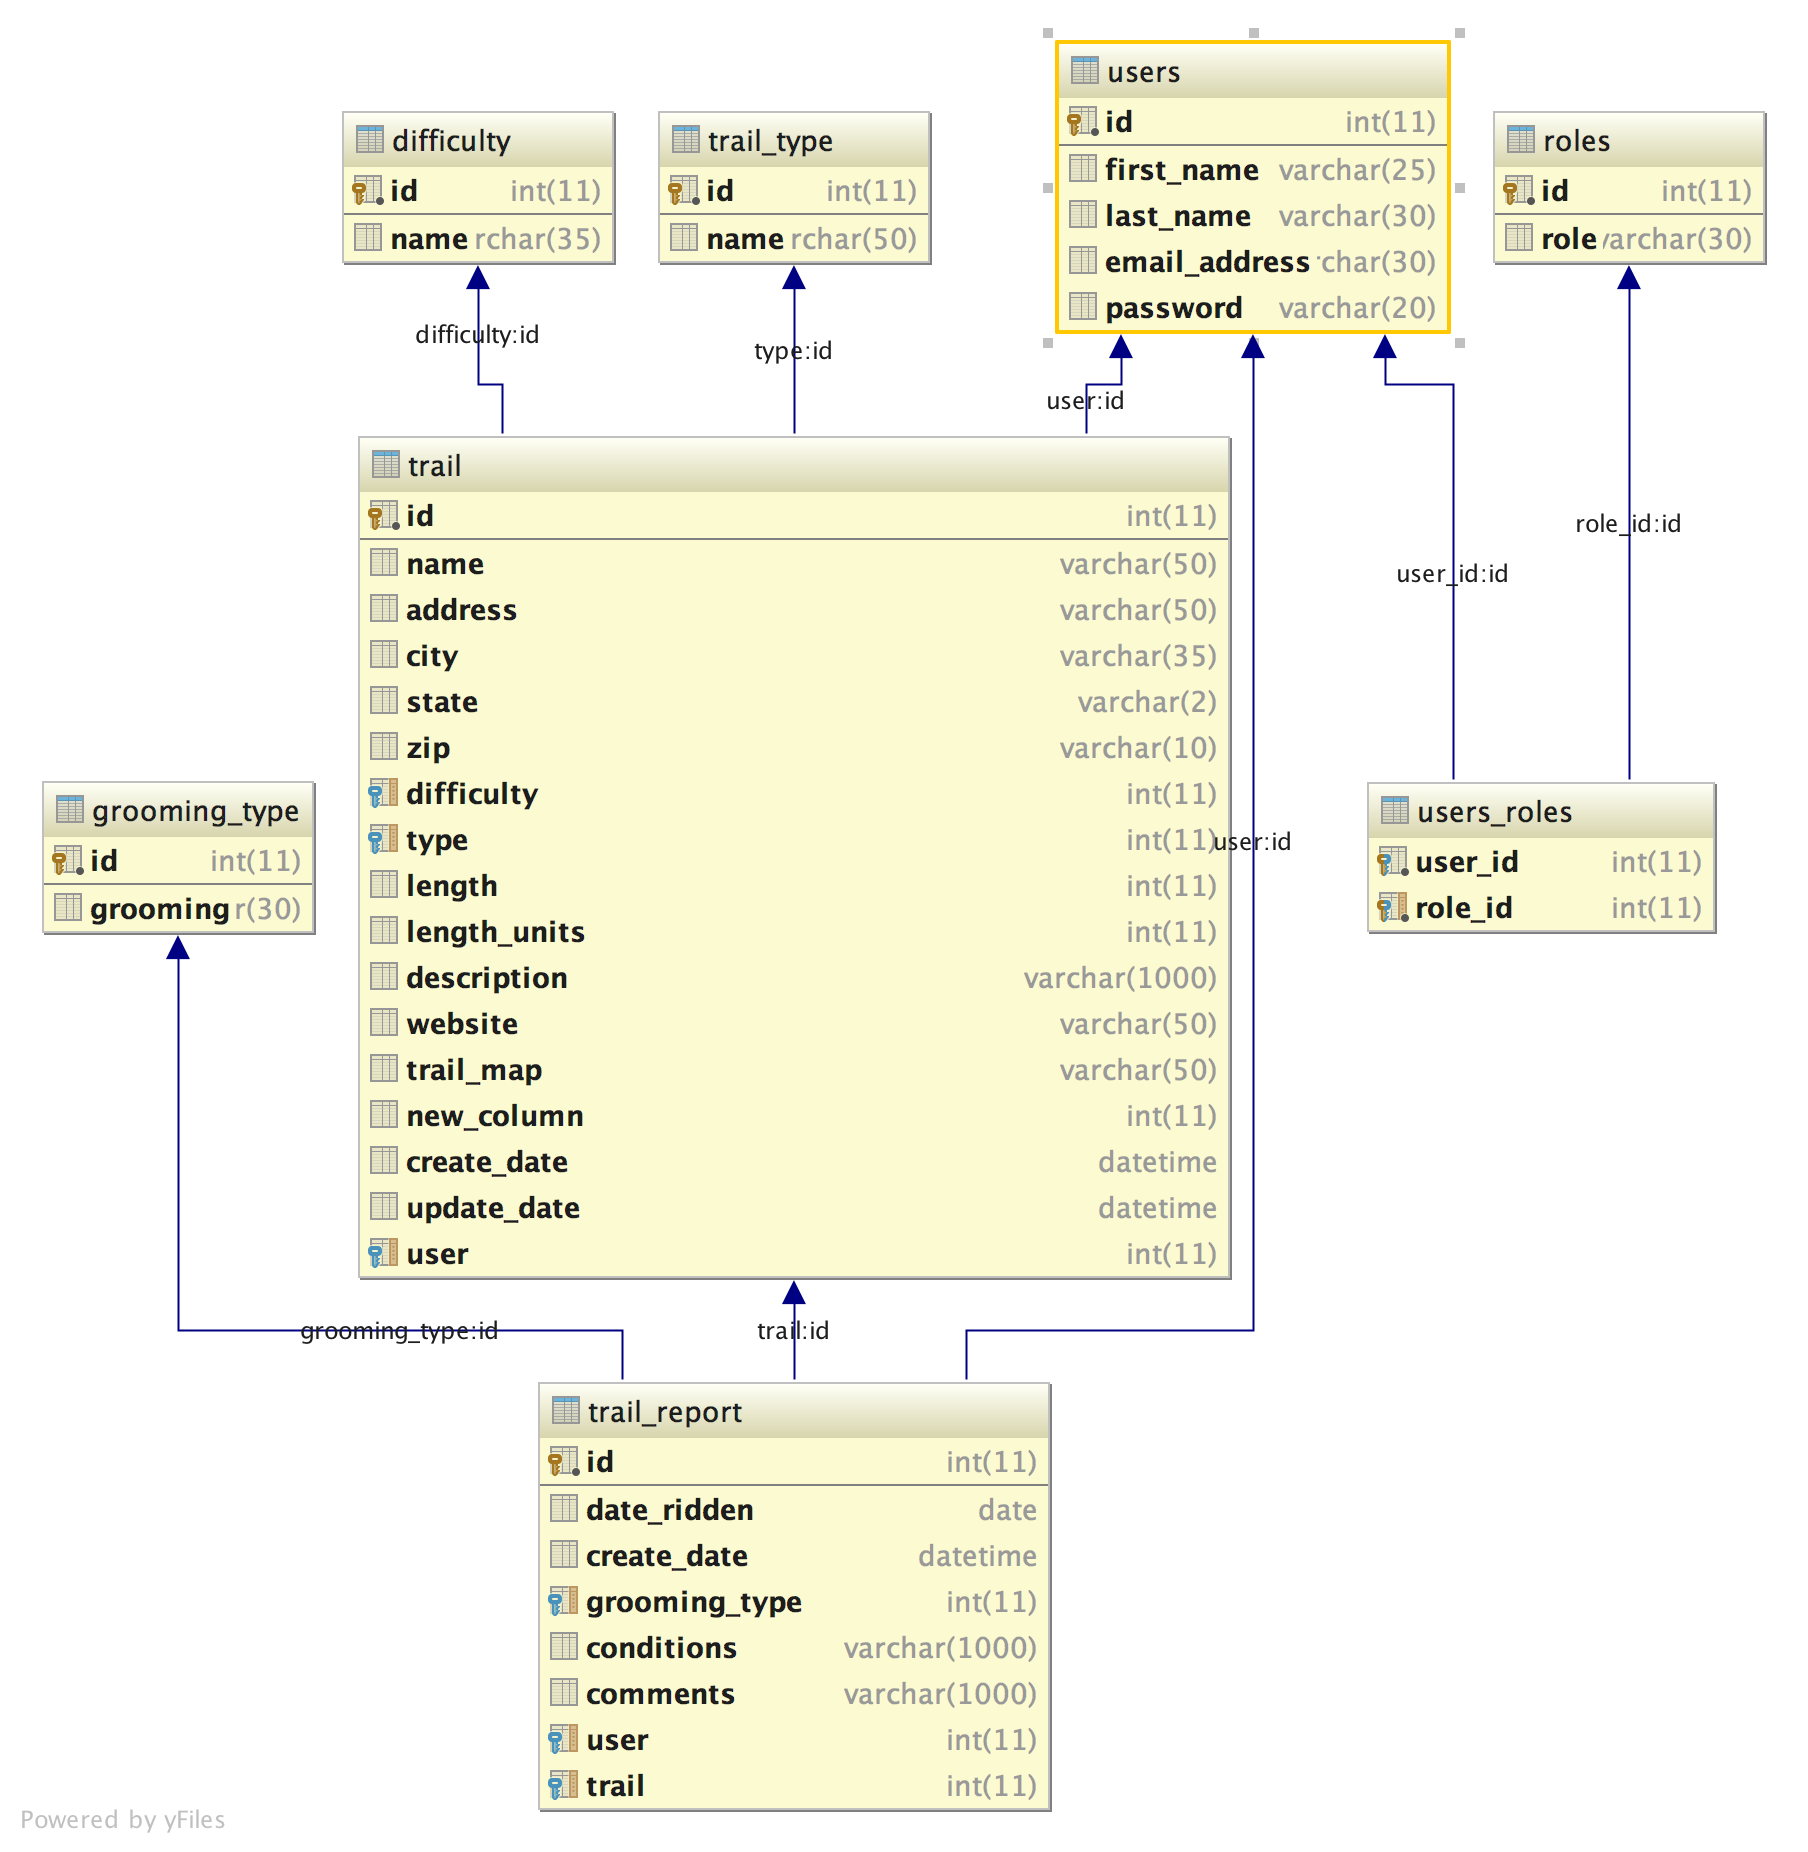 users
id int(11)
first_name varchar(25)
last_name varchar(30)
email_address rchar(30)
password varchar(20)
difficulty
id int(11)
name rchar(35)
trail_type
id int(11)
name rchar(50)
roles
id int(11)
role varchar(30)
difficulty:id
type:id
user:id
role_id:id
user_id:id
trail
id int(11)
name varchar(50)
address varchar(50)
city varchar(35)
state varchar(2)
zip varchar(10)
difficulty int(11)
type int(11)
length int(11)
length_units int(11)
description varchar(1000)
website varchar(50)
trail_map varchar(50)
new_column int(11)
create_date datetime
update_date datetime
user int(11)
user:id
grooming_type
id int(11)
grooming r(30)
users_roles
user_id int(11)
role_id int(11)
grooming_type:id
trail:id
trail_report
id int(11)
date_ridden date
create_date datetime
grooming_type int(11)
conditions varchar(1000)
comments varchar(1000)
user int(11)
trail int(11)
Powered by yFiles